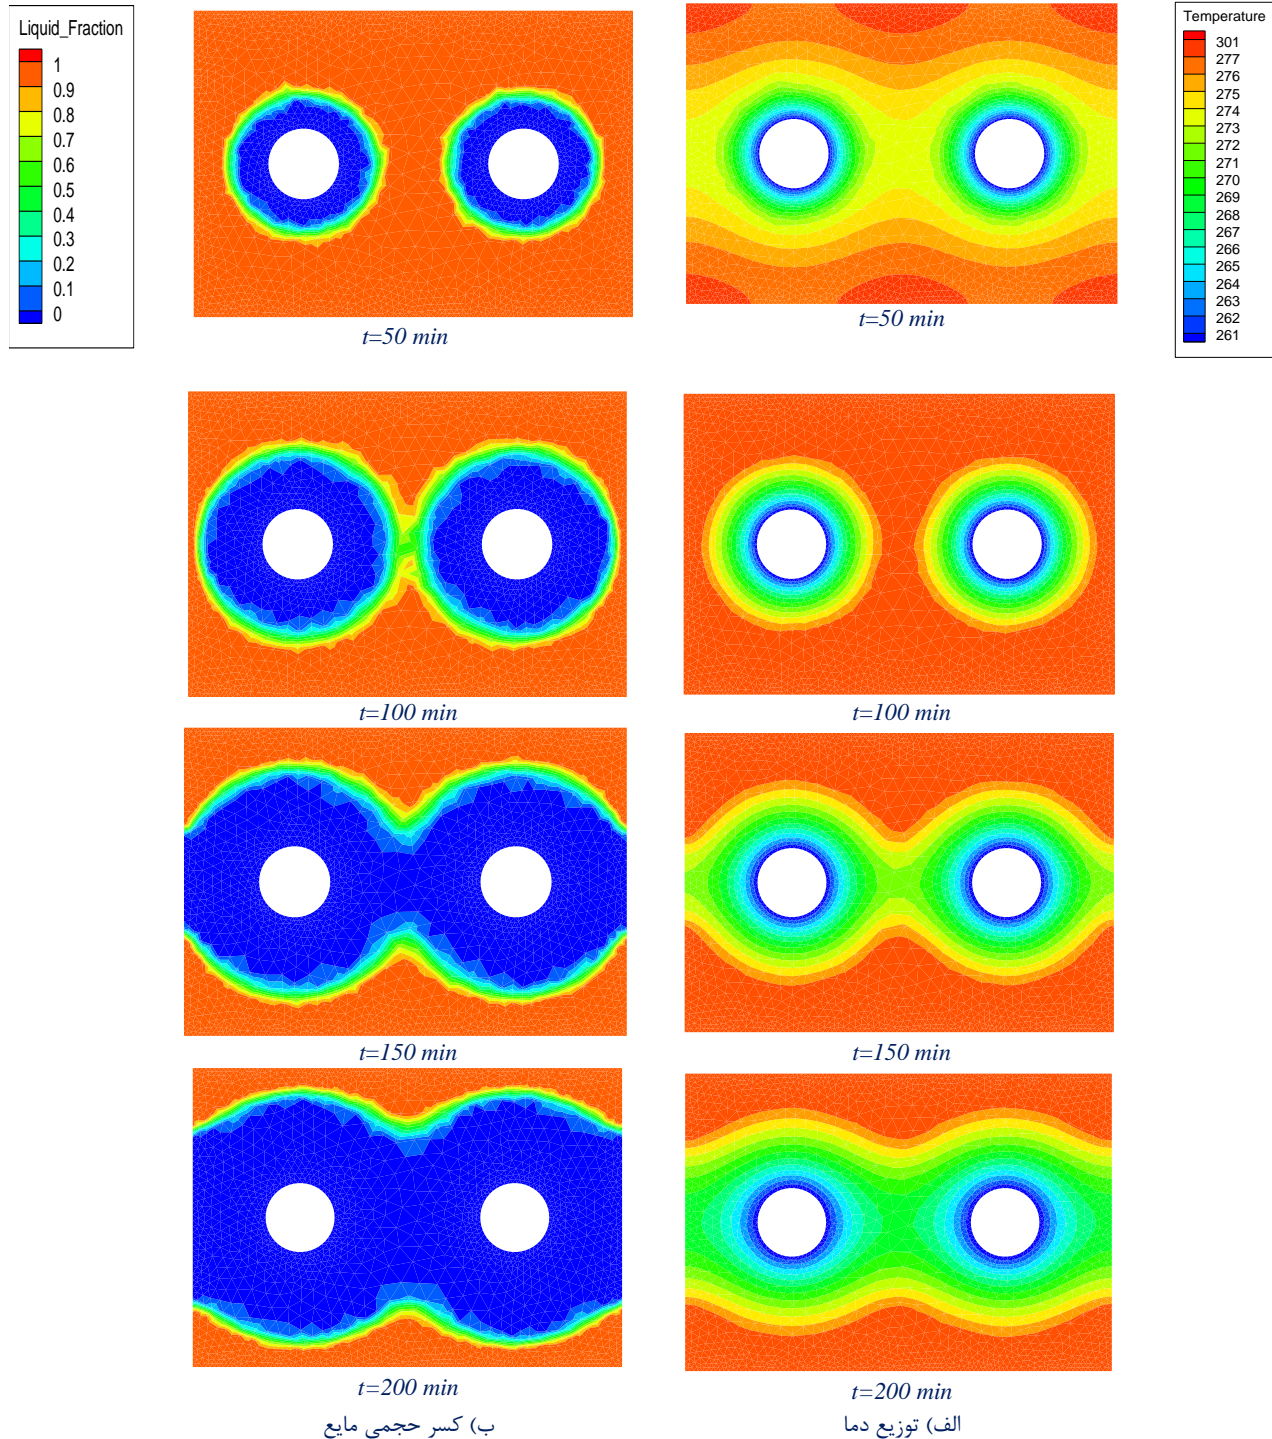 Liquid_Fraction
1
0.9
0.8
0.7
0.6
0.5
0.4
0.3
0.2
0.1
0
Temperature
301
277
276
275
274
273
272
271
270
269
268
267
266
265
264
263
262
261
t=50 min
t=50 min
t=100 min
t=100 min
t=150 min
t=150 min
t=200 min
t=200 min
الف) توزیع دما
ب) کسر حجمی مایع